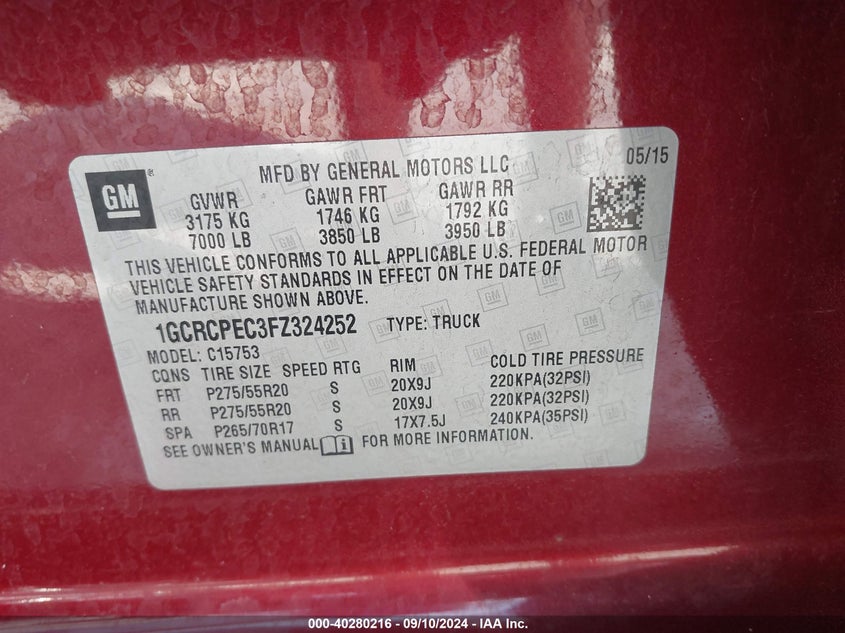 GM
®
MFD BY GENERAL MOTORS LLC 05/15
GVWR GAWR FRT GAWR RR
3175 KG 1746 KG 1792 KG
7000 LB 3850 LB 3950 LB
THIS VEHICLE CONFORMS TO ALL APPLICABLE U.S. FEDERAL MOTOR
VEHICLE SAFETY STANDARDS IN EFFECT ON THE DATE OF
MANUFACTURE SHOWN ABOVE.
1GCRCPEC3FZ324252 TYPE: TRUCK
MODEL: C15753
CQNS TIRE SIZE SPEED RTG RIM COLD TIRE PRESSURE
FRT P275/55R20 S 20X9J 220KPA(32PSI)
RR P275/55R20 S 20X9J 220KPA(32PSI)
SPA P265/70R17 S 17X7.5J 240KPA(35PSI)
SEE OWNER'S MANUAL FOR MORE INFORMATION.
000-40280216 - 09/10/2024 - IAA Inc.